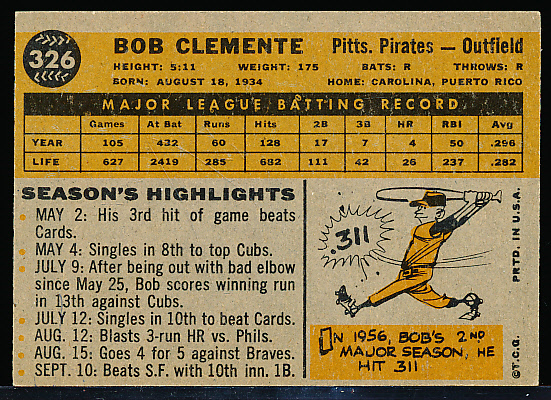 326
BOB CLEMENTE Pitts. Pirates — Outfield
HEIGHT: 5:11 WEIGHT: 175 BATS: R THROWS: R
BORN: AUGUST 18, 1934 HOME: CAROLINA, PUERTO RICO
MAJOR LEAGUE BATTING RECORD
Games At Bat Runs Hits 2B 3B HR RBI Avg
YEAR 105 432 60 128 17 7 4 50 .296
LIFE 627 2419 285 682 111 42 26 237 .282
SEASON'S HIGHLIGHTS
MAY 2: His 3rd hit of game beats
Cards.
MAY 4: Singles in 8th to top Cubs.
JULY 9: After being out with bad elbow
since May 25, Bob scores winning run
in 13th against Cubs.
JULY 12: Singles in 10th to beat Cards.
AUG. 12: Blasts 3-run HR vs. Phils.
AUG. 15: Goes 4 for 5 against Braves.
SEPT. 10: Beats S.F. with 10th inn. 1B.
.311
IN 1956, BOB'S 2ND
MAJOR SEASON, HE
HIT .311
PRTD. IN U.S.A.
©T.C.G.